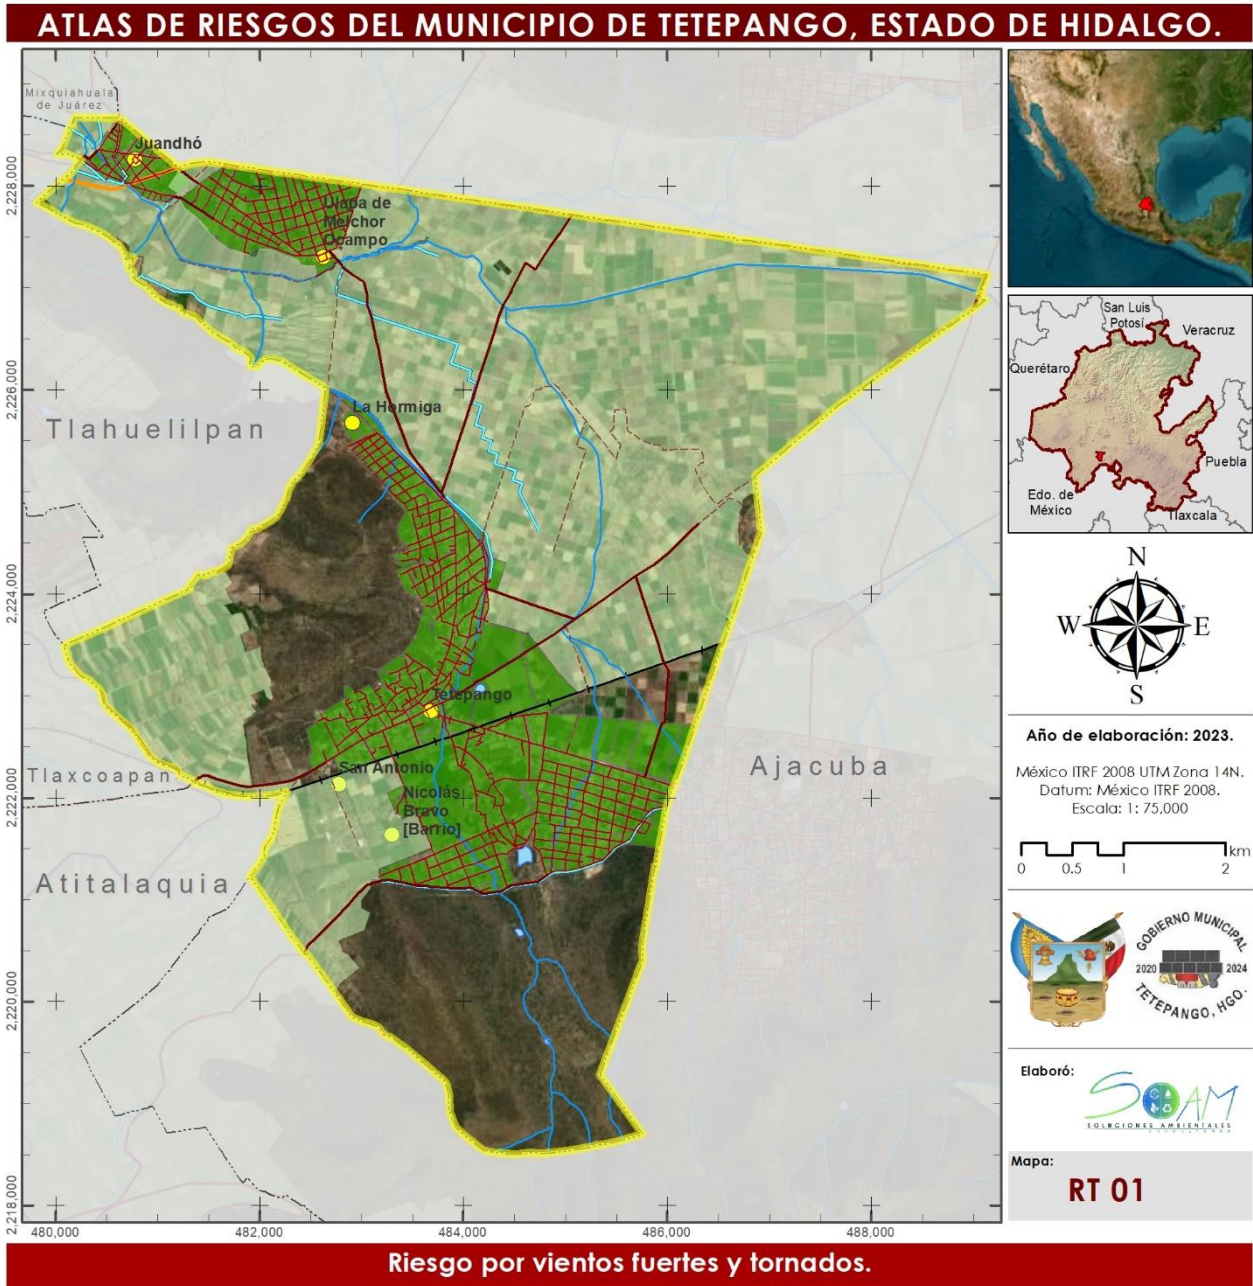 ATLAS DE RIESGOS DEL MUNICIPIO DE TETEPANGO, ESTADO DE HIDALGO.
Mixquiahuala
de Juárez
Juandhó
Ulapa de
Melchor
Ocampo
La Hormiga
Tlahuelilpan
Tetepango
San Antonio
Tlaxcoapan
Nicolás
Bravo
[Barrio]
Ajacuba
Atitalaquia
2,228,000
2,226,000
2,224,000
2,222,000
2,220,000
2,218,000
480,000
482,000
484,000
486,000
488,000
San Luis
Potosí
Veracruz
Querétaro
Puebla
Edo. de
México
Tlaxcala
N
W
E
S
Año de elaboración: 2023.
México ITRF 2008 UTM Zona 14N.
Datum: México ITRF 2008.
Escala: 1: 75,000
km
0 0.5 1 2
GOBIERNO MUNICIPAL
2020 2024
TETEPANGO, HGO.
Elaboró:
SOAM
SOLUCIONES AMBIENTALES
Mapa:
RT 01
Riesgo por vientos fuertes y tornados.